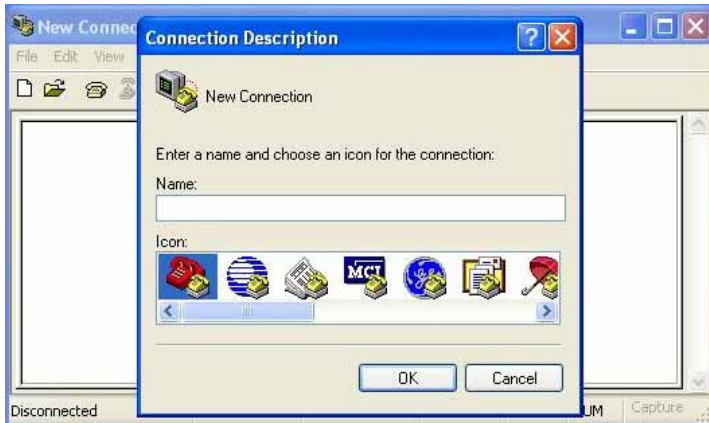 New Connec
Connection Description
File Edit View
New Connection
Enter a name and choose an icon for the connection:
Name:
Icon:
MCI
OK
Cancel
Disconnected
UM
Capture